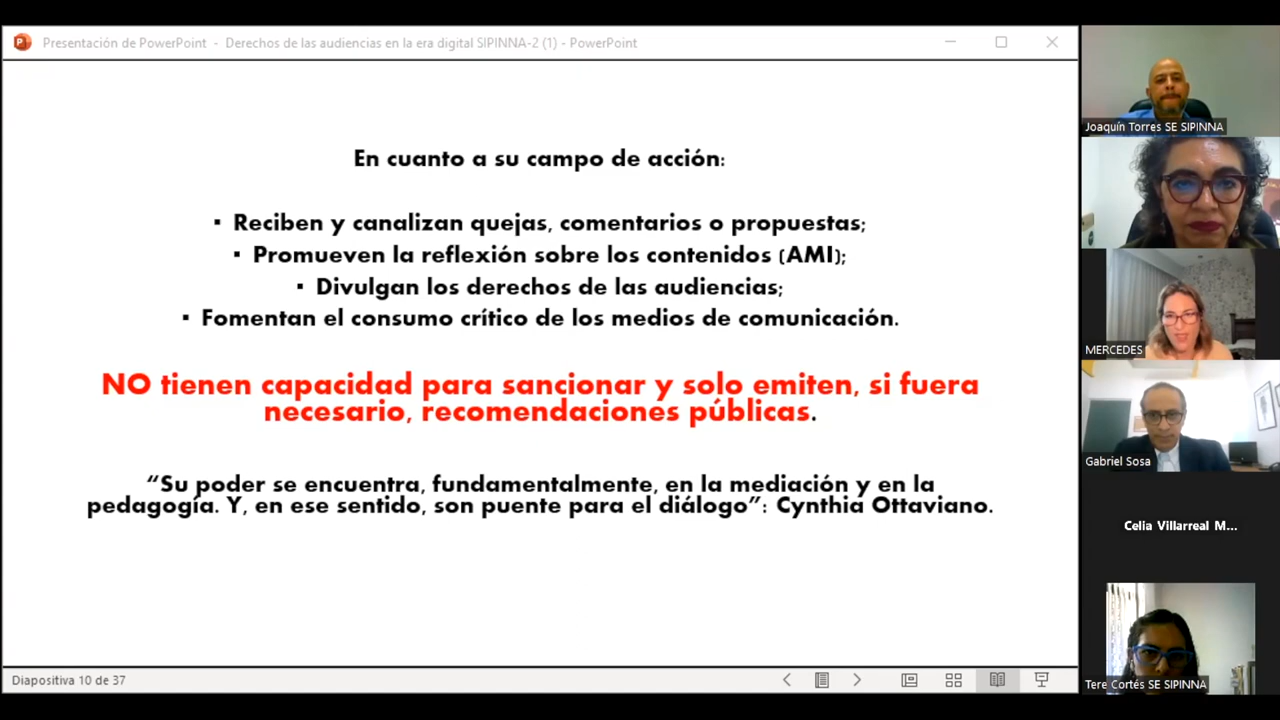 Presentación de PowerPoint - Derechos de las audiencias en la era digital SIPINNA-2 (1) - PowerPoint
En cuanto a su campo de acción:
▪ Reciben y canalizan quejas, comentarios o propuestas;
▪ Promueven la reflexión sobre los contenidos (AMI);
▪ Divulgan los derechos de las audiencias;
▪ Fomentan el consumo crítico de los medios de comunicación.
NO tienen capacidad para sancionar y solo emiten, si fuera
necesario, recomendaciones públicas.
“Su poder se encuentra, fundamentalmente, en la mediación y en la
pedagogía. Y, en ese sentido, son puente para el diálogo”: Cynthia Ottaviano.
Diapositiva 10 de 37
Joaquín Torres SE SIPINNA
MERCEDES
Gabriel Sosa
Celia Villarreal M...
Tere Cortés SE SIPINNA